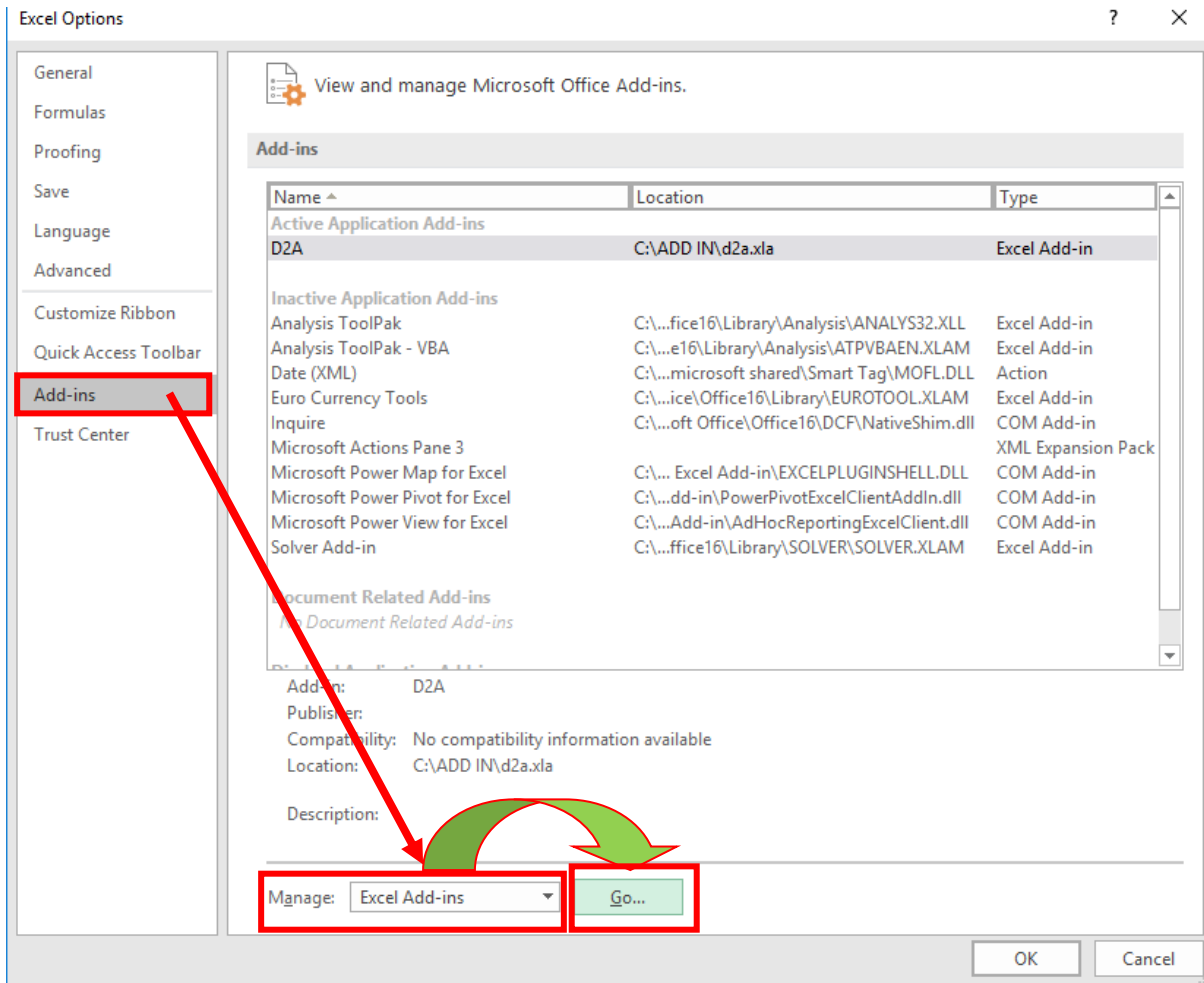 Excel Options
? ×
General
Formulas
Proofing
Save
Language
Advanced
Customize Ribbon
Quick Access Toolbar
Add-ins
Trust Center
View and manage Microsoft Office Add-ins.
Add-ins
Name Location Type
Active Application Add-ins
D2A C:\ADD IN\d2a.xla Excel Add-in
Inactive Application Add-ins
Analysis ToolPak C:\...fice16\Library\Analysis\ANALYS32.XLL Excel Add-in
Analysis ToolPak - VBA C:\...e16\Library\Analysis\ATPVBAEN.XLAM Excel Add-in
Date (XML) C:\...microsoft shared\Smart Tag\MOFL.DLL Action
Euro Currency Tools C:\...ice\Office16\Library\EUROTOOL.XLAM Excel Add-in
Inquire C:\...oft Office\Office16\DCF\NativeShim.dll COM Add-in
Microsoft Actions Pane 3 XML Expansion Pack
Microsoft Power Map for Excel C:\... Excel Add-in\EXCELPLUGINSHELL.DLL COM Add-in
Microsoft Power Pivot for Excel C:\...dd-in\PowerPivotExcelClientAddIn.dll COM Add-in
Microsoft Power View for Excel C:\...Add-in\AdHocReportingExcelClient.dll COM Add-in
Solver Add-in C:\...ffice16\Library\SOLVER\SOLVER.XLAM Excel Add-in
Document Related Add-ins
No Document Related Add-ins
Add-in: D2A
Publisher:
Compatibility: No compatibility information available
Location: C:\ADD IN\d2a.xla
Description:
Manage: Excel Add-ins Go...
OK Cancel